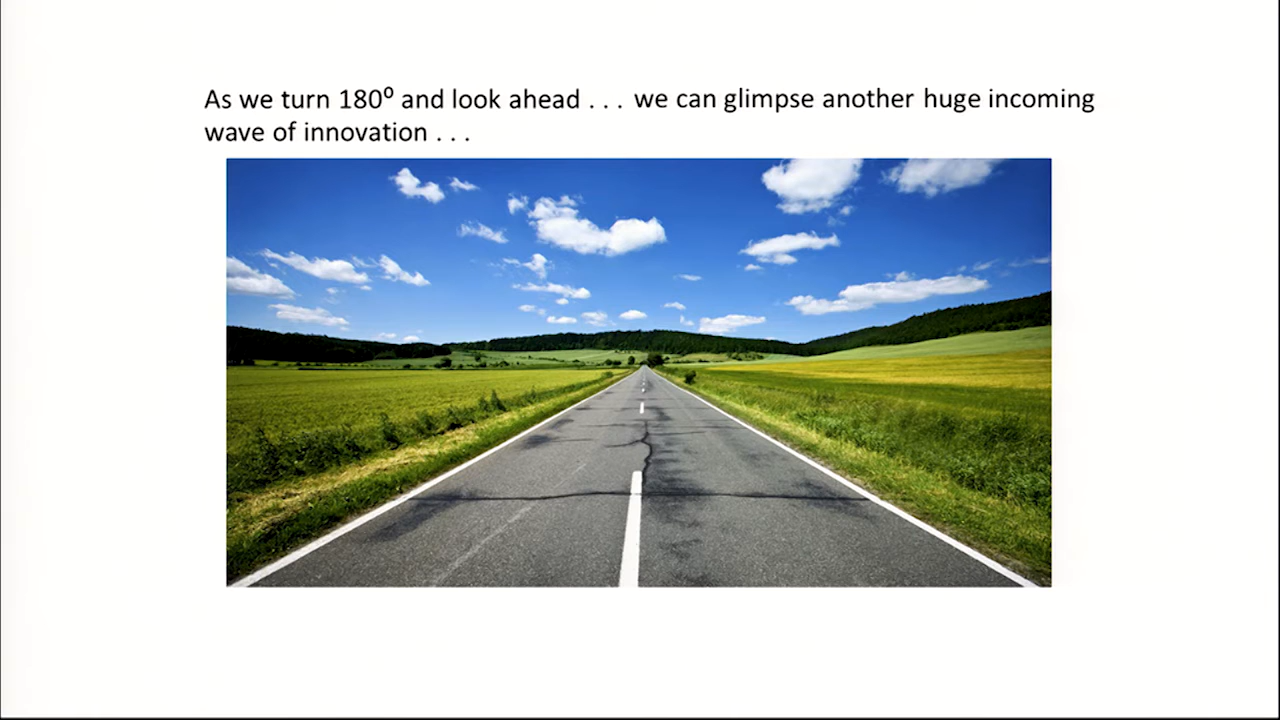 As we turn 180⁰ and look ahead . . . we can glimpse another huge incoming
wave of innovation . . .